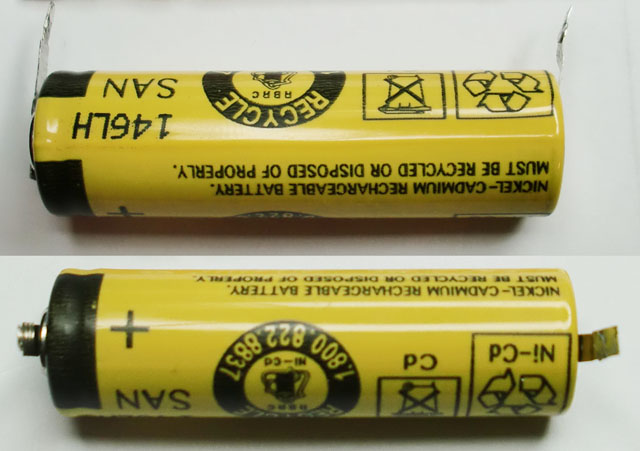 NICKEL-CADMIUM RECHARGEABLE BATTERY.
MUST BE RECYCLED OR DISPOSED OF PROPERLY.
+
146LH
RBRC
RECYCLE
SAN
Ni-Cd
Cd
1.800.822.8837
Ni-Cd
RBRC
RECYCLE
+
SAN
NICKEL-CADMIUM RECHARGEABLE BATTERY.
MUST BE RECYCLED OR DISPOSED OF PROPERLY.